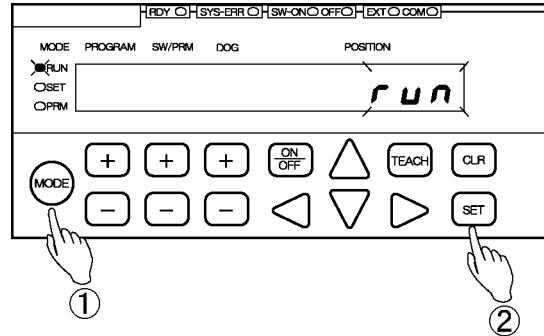 RDY SYS-ERR SW-ON OFF EXT COM
MODE PROGRAM SW/PRM DOG POSITION
RUN
SET
PRM
run
+ + + ON/OFF TEACH CLR
MODE
- - - SET
① ②